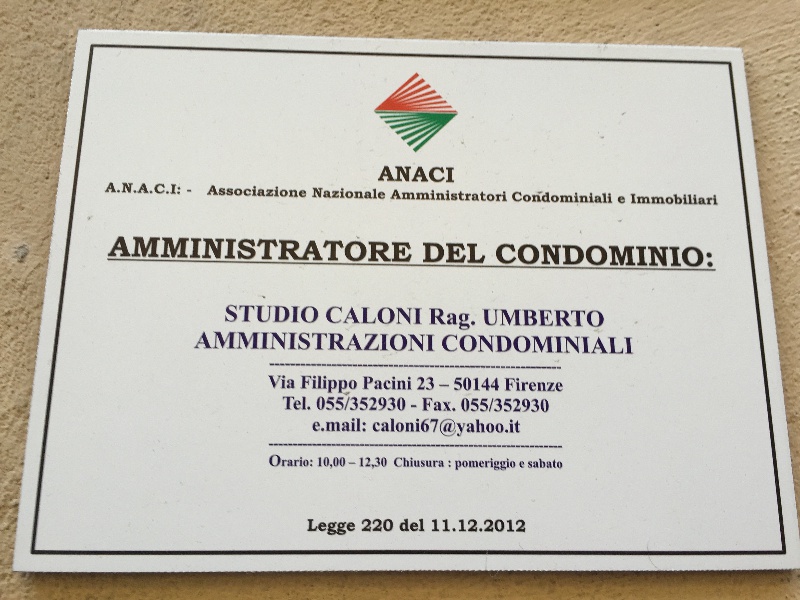 ANACI
A.N.A.C.I: - Associazione Nazionale Amministratori Condominiali e Immobiliari
AMMINISTRATORE DEL CONDOMINIO:
STUDIO CALONI Rag. UMBERTO
AMMINISTRAZIONI CONDOMINIALI
Via Filippo Pacini 23 – 50144 Firenze
Tel. 055/352930 - Fax. 055/352930
e.mail: caloni67@yahoo.it
Orario: 10,00 – 12,30 Chiusura : pomeriggio e sabato
Legge 220 del 11.12.2012